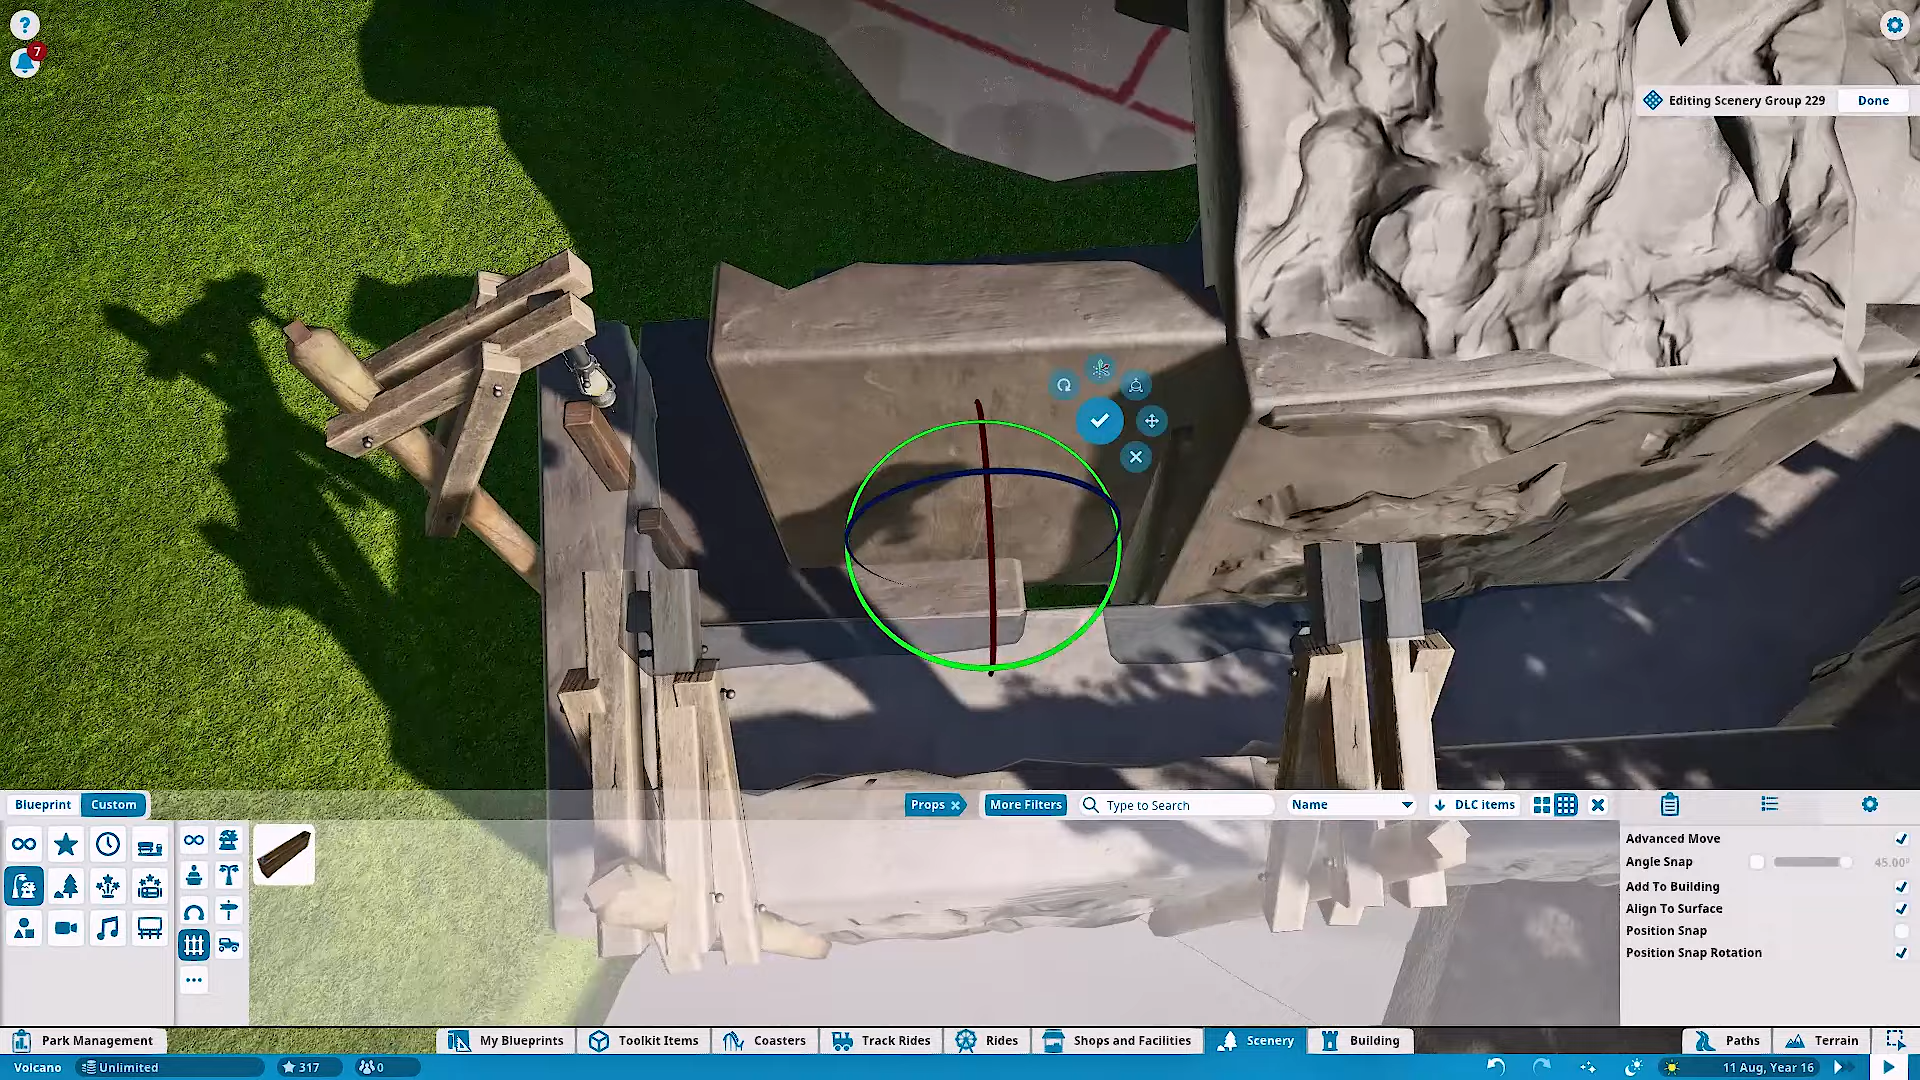 ?
7
Editing Scenery Group 229
Done
Blueprint
Custom
Props
More Filters
Type to Search
Name
DLC items
Advanced Move
Angle Snap
45.00°
Add To Building
Align To Surface
Position Snap
Position Snap Rotation
Park Management
My Blueprints
Toolkit Items
Coasters
Track Rides
Rides
Shops and Facilities
Scenery
Building
Paths
Terrain
Volcano
Unlimited
317
0
11 Aug, Year 16